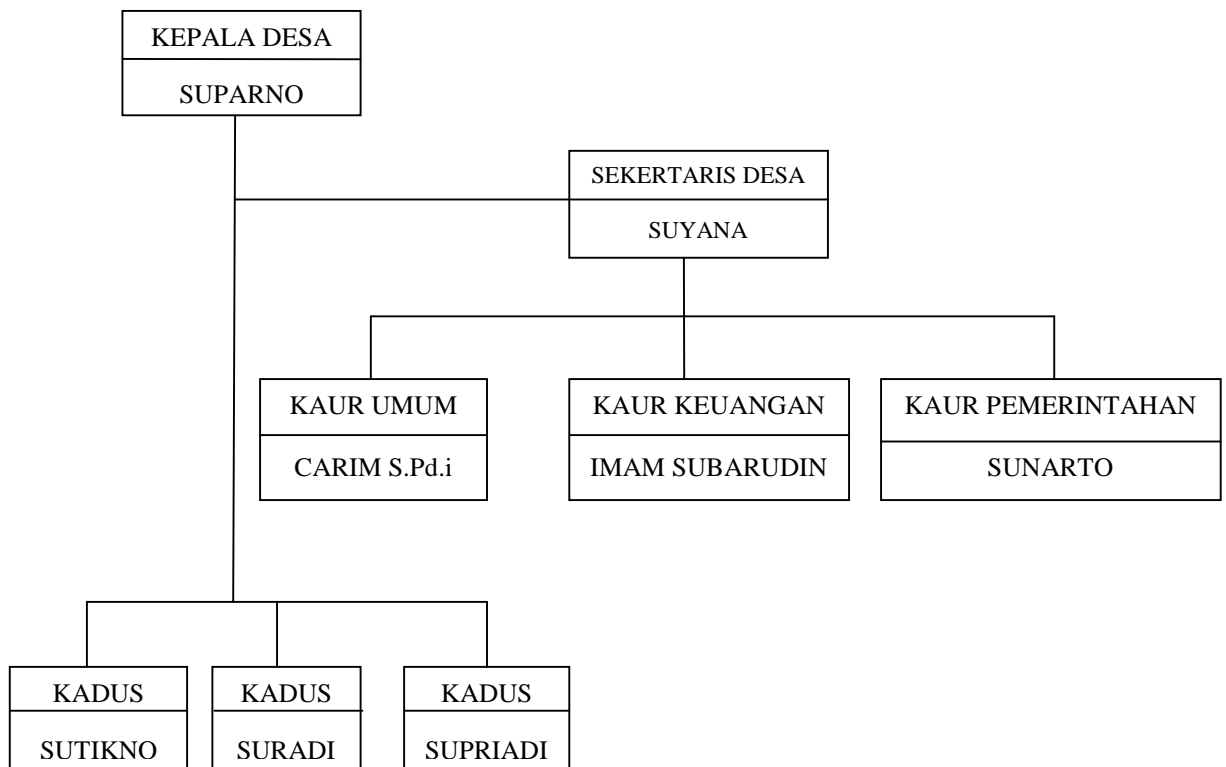 KEPALA DESA
SUPARNO
SEKERTARIS DESA
SUYANA
KAUR UMUM
CARIM S.Pd.i
KAUR KEUANGAN
IMAM SUBARUDIN
KAUR PEMERINTAHAN
SUNARTO
KADUS
SUTIKNO
KADUS
SURADI
KADUS
SUPRIADI